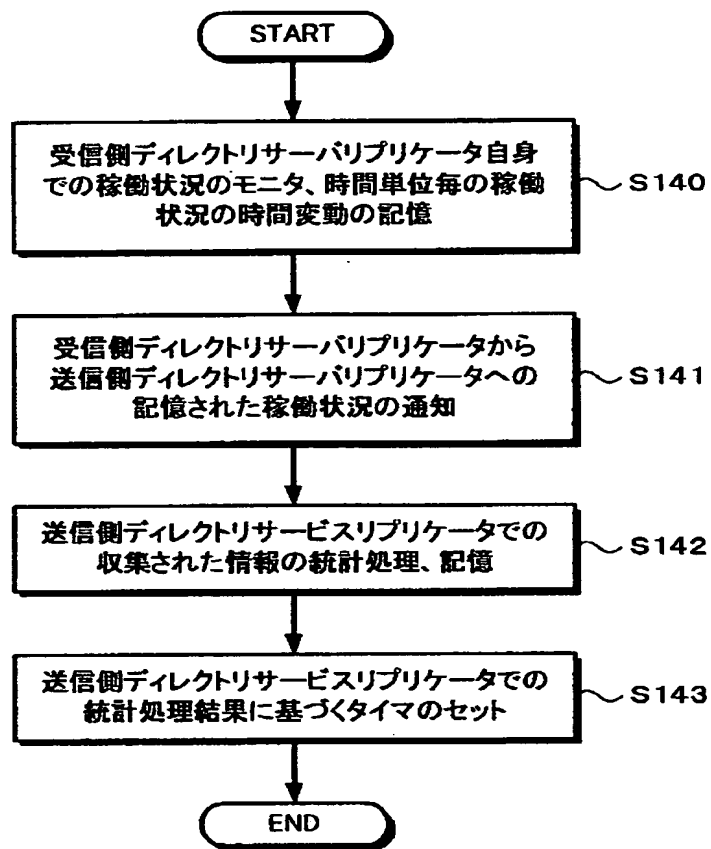 START
受信側ディレクトリサーバリプリケータ自身
での稼働状況のモニタ、時間単位毎の稼働
状況の時間変動の記憶
S140
受信側ディレクトリサーバリプリケータから
送信側ディレクトリサーバリプリケータへの
記憶された稼働状況の通知
S141
送信側ディレクトリサービスリプリケータでの
収集された情報の統計処理、記憶
S142
送信側ディレクトリサービスリプリケータでの
統計処理結果に基づくタイマのセット
S143
END